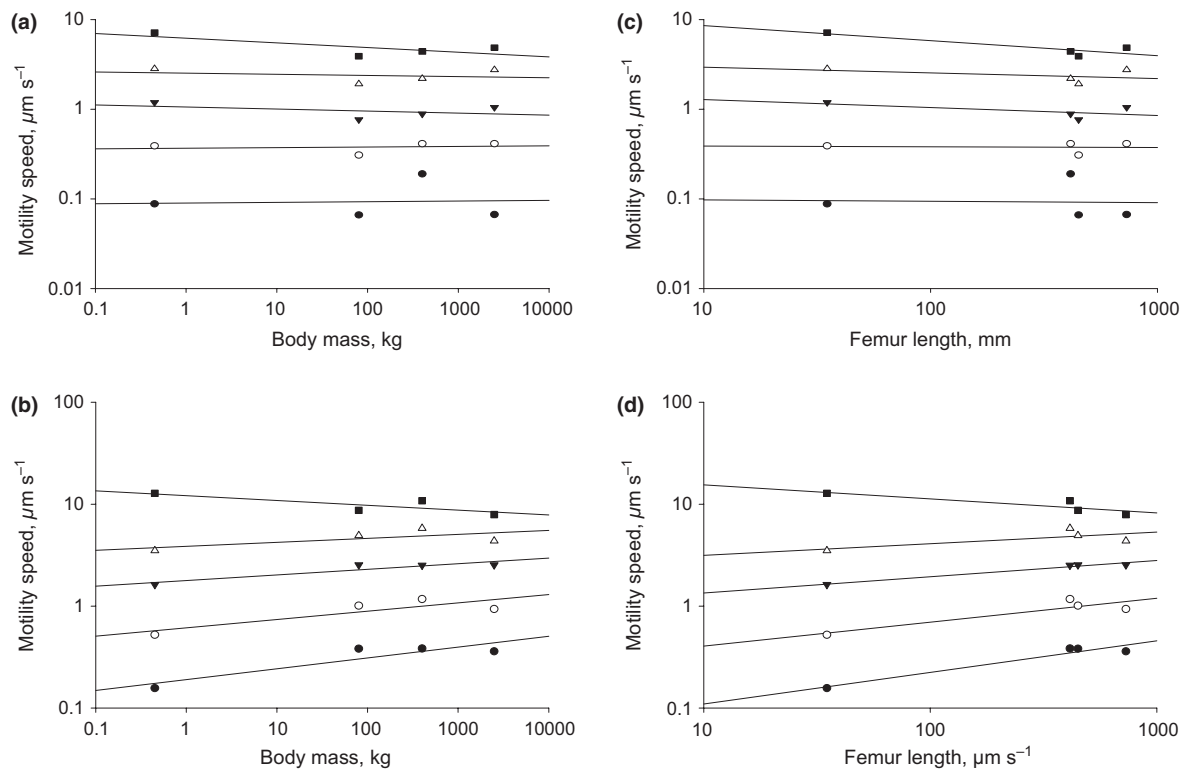 (a)
10
1
0.1
0.01
Motility speed, µm s⁻¹
0.1 1 10 100 1000 10000
Body mass, kg
(c)
10
1
0.1
0.01
Motility speed, µm s⁻¹
10 100 1000
Femur length, mm
(b)
100
10
1
0.1
Motility speed, µm s⁻¹
0.1 1 10 100 1000 10000
Body mass, kg
(d)
100
10
1
0.1
Motility speed, µm s⁻¹
10 100 1000
Femur length, µm s⁻¹